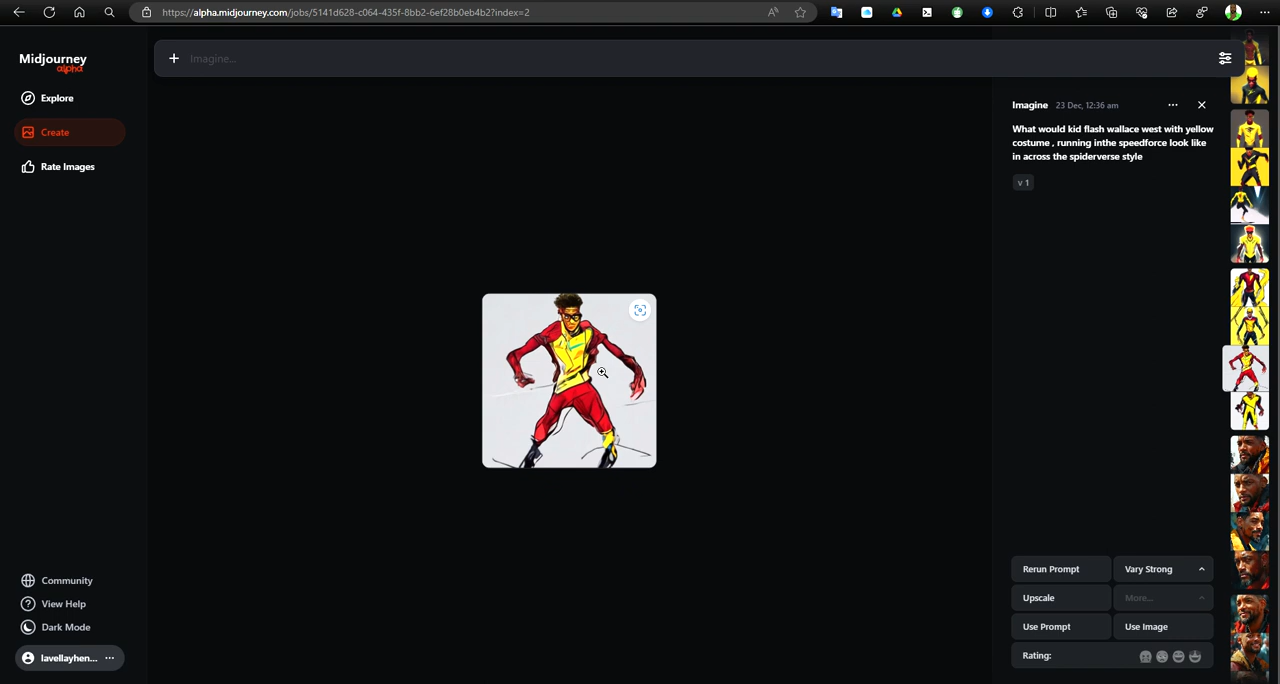 https://alpha.midjourney.com/jobs/5141d628-c064-435f-8bb2-6ef28b0eb4b2?index=2
Midjourney
alpha
Imagine...
Explore
Create
Rate Images
Imagine 23 Dec, 12:36 am
What would kid flash wallace west with yellow
costume , running inthe speedforce look like
in across the spiderverse style
v 1
Rerun Prompt
Vary Strong
Upscale
More...
Use Prompt
Use Image
Rating:
Community
View Help
Dark Mode
lavellayhen...